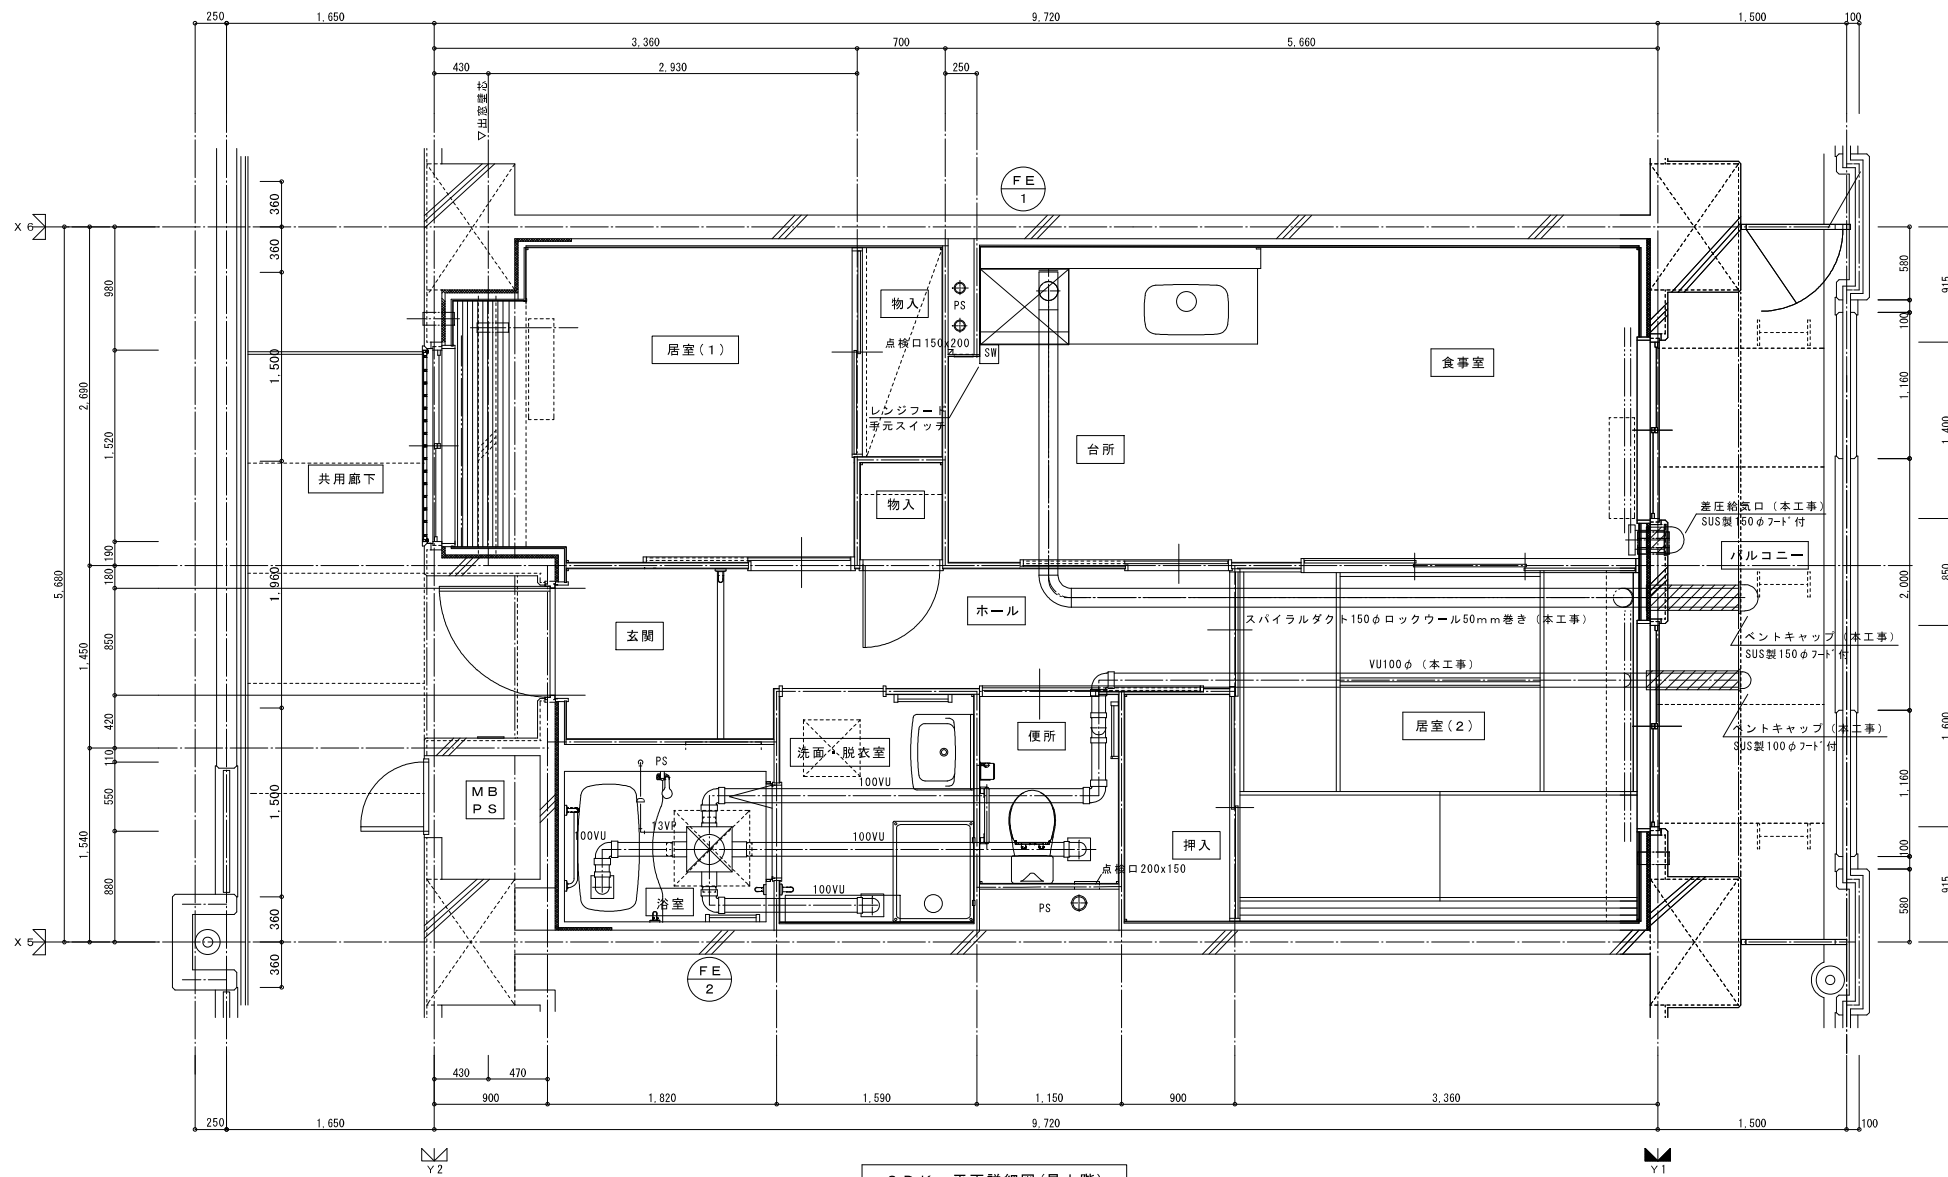 250
1,650
9,720
1,500
100
3,360
700
5,660
430
2,930
250
▽出窓壁芯
FE
1
X6
360
360
980
580
915
物入
PS
居室(1)
点検口150x200
SW
100
食事室
1,500
2,690
1,160
1,400
レンジフード
手元スイッチ
1,520
台所
共用廊下
物入
差圧給気口（本工事）
SUS製150φフード付
バルコニー
190
180
5,680
1,960
850
2,000
ホール
スパイラルダクト150φロックウール50mm巻き（本工事）
玄関
850
1,450
ベントキャップ（本工事）
SUS製150φフード付
VU100φ（本工事）
420
便所
居室(2)
1,600
ベントキャップ（本工事）
SUS製100φフード付
洗面・脱衣室
110
PS
100VU
MB
PS
550
1,500
1,160
100VU
13VP
100VU
押入
1,540
100
点検口200x150
880
100VU
浴室
PS
580
915
360
X5
360
FE
2
430
470
900
1,820
1,590
1,150
900
3,360
250
1,650
9,720
1,500
100
Y2
Y1